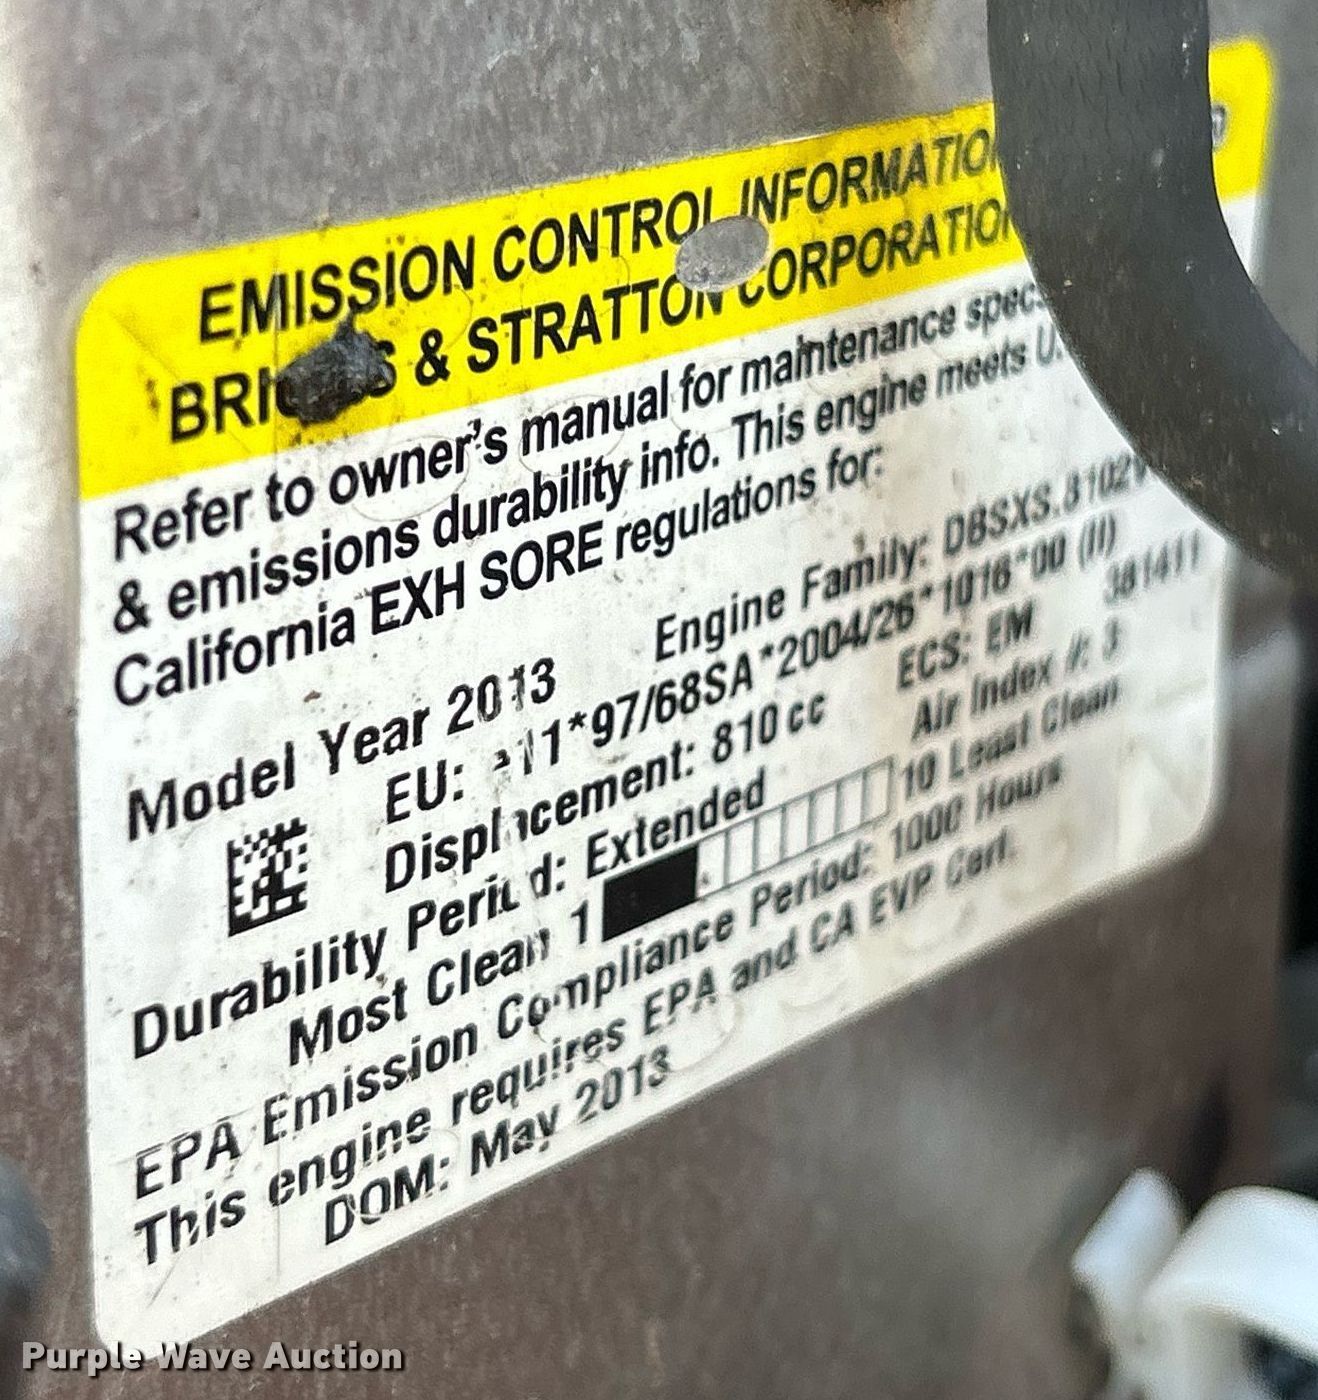 EMISSION CONTROL INFORMATIO
BRIGGS & STRATTON CORPORATIO
Refer to owner's manual for maintenance spec
& emissions durability info. This engine meets U.
California EXH SORE regulations for:
Model Year 2013 Engine Family: DBSXS.8102V
EU: e11*97/68SA*2004/26*1016*00 (I)
Displacement: 810 cc ECS: EM 381411
Durability Period: Extended Air Index #: 3
Most Clean 1 10 Least Clean
EPA Emission Compliance Period: 1000 Hours
This engine requires EPA and CA EVP Cert.
DOM: May 2013
Purple Wave Auction